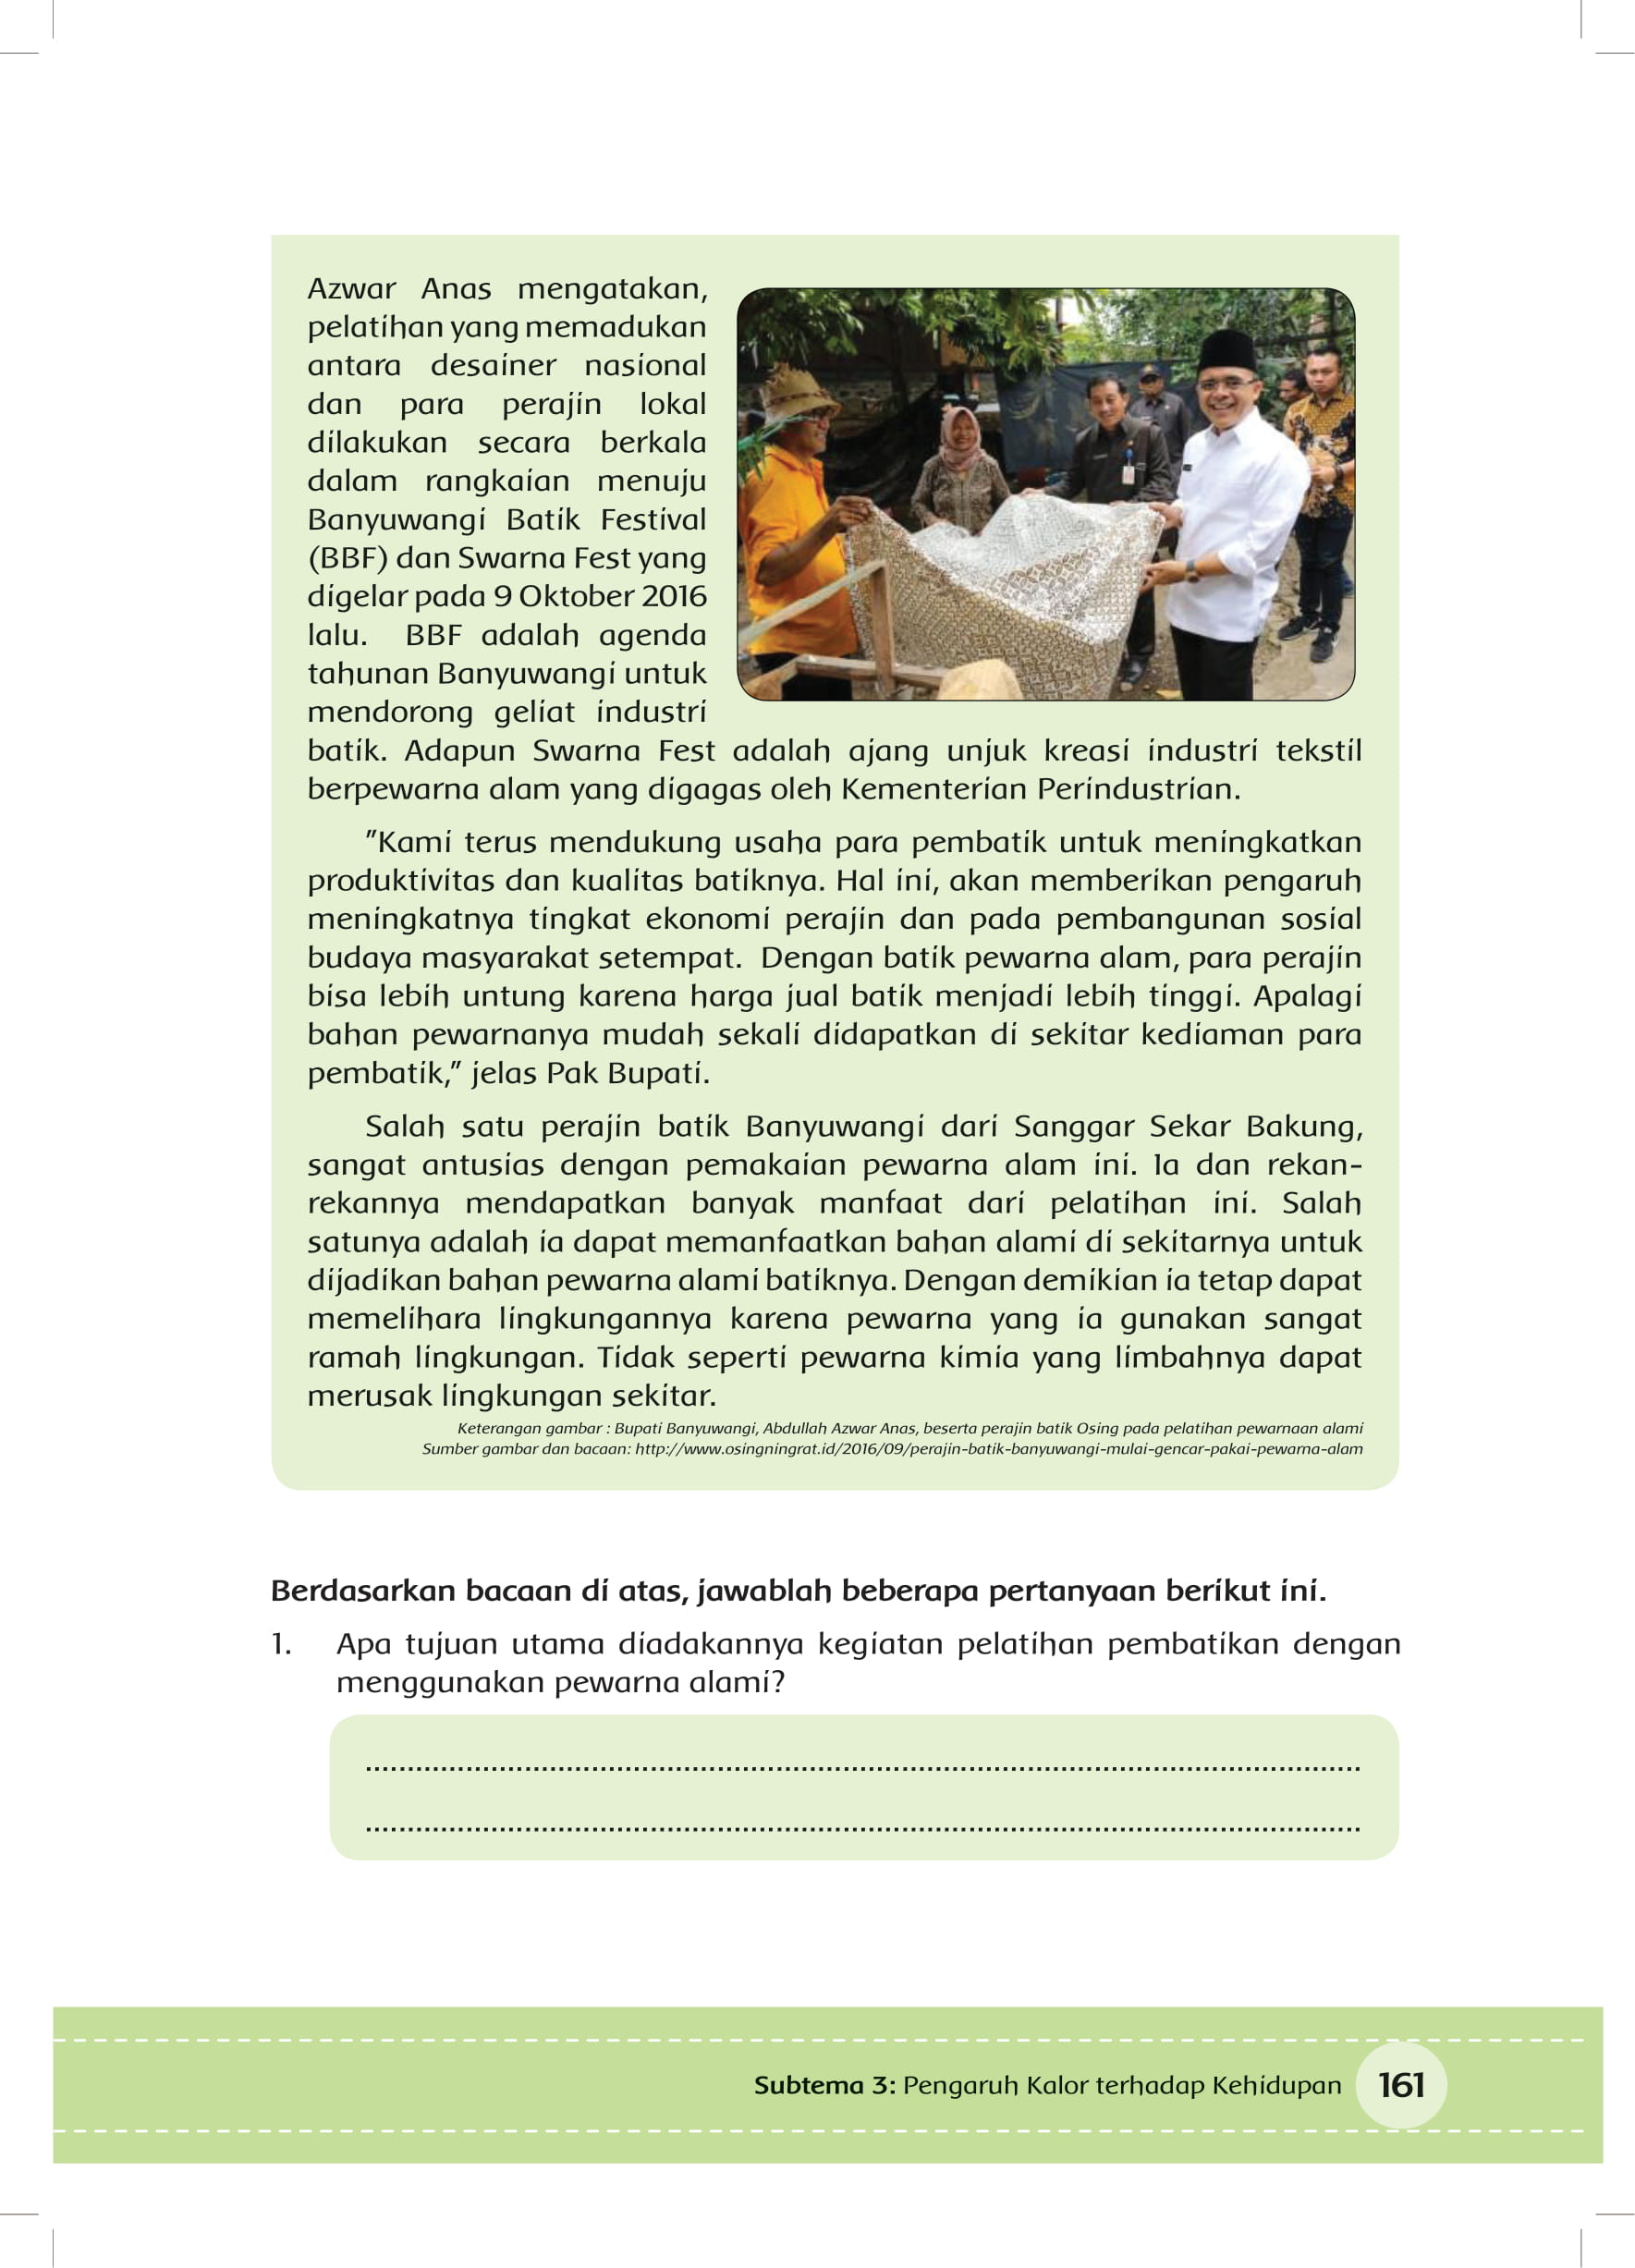 Azwar Anas mengatakan,
pelatihan yang memadukan
antara desainer nasional
dan para perajin lokal
dilakukan secara berkala
dalam rangkaian menuju
Banyuwangi Batik Festival
(BBF) dan Swarna Fest yang
digelar pada 9 Oktober 2016
lalu. BBF adalah agenda
tahunan Banyuwangi untuk
mendorong geliat industri
batik. Adapun Swarna Fest adalah ajang unjuk kreasi industri tekstil
berpewarna alam yang digagas oleh Kementerian Perindustrian.
"Kami terus mendukung usaha para pembatik untuk meningkatkan
produktivitas dan kualitas batiknya. Hal ini, akan memberikan pengaruh
meningkatnya tingkat ekonomi perajin dan pada pembangunan sosial
budaya masyarakat setempat. Dengan batik pewarna alam, para perajin
bisa lebih untung karena harga jual batik menjadi lebih tinggi. Apalagi
bahan pewarnanya mudah sekali didapatkan di sekitar kediaman para
pembatik," jelas Pak Bupati.
Salah satu perajin batik Banyuwangi dari Sanggar Sekar Bakung,
sangat antusias dengan pemakaian pewarna alam ini. Ia dan rekan-
rekannya mendapatkan banyak manfaat dari pelatihan ini. Salah
satunya adalah ia dapat memanfaatkan bahan alami di sekitarnya untuk
dijadikan bahan pewarna alami batiknya. Dengan demikian ia tetap dapat
memelihara lingkungannya karena pewarna yang ia gunakan sangat
ramah lingkungan. Tidak seperti pewarna kimia yang limbahnya dapat
merusak lingkungan sekitar.
Keterangan gambar : Bupati Banyuwangi, Abdullah Azwar Anas, beserta perajin batik Osing pada pelatihan pewarnaan alami
Sumber gambar dan bacaan: http://www.osingningrat.id/2016/09/perajin-batik-banyuwangi-mulai-gencar-pakai-pewarna-alam
Berdasarkan bacaan di atas, jawablah beberapa pertanyaan berikut ini.
1. Apa tujuan utama diadakannya kegiatan pelatihan pembatikan dengan
menggunakan pewarna alami?
Subtema 3: Pengaruh Kalor terhadap Kehidupan 161